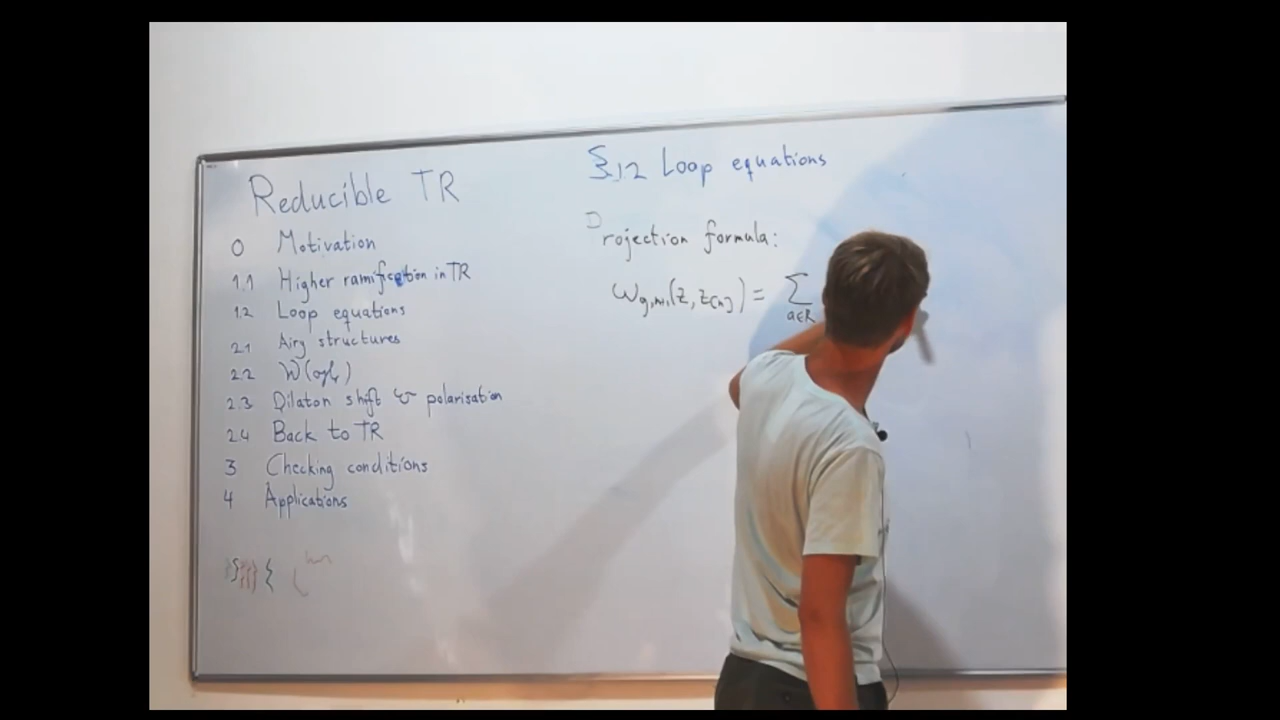 Reducible TR
0 Motivation
1.1 Higher ramification in TR
1.2 Loop equations
2.1 Airy structures
2.2 W(𝔤𝔩ᵣ)
2.3 Dilaton shift & polarisation
2.4 Back to TR
3 Checking conditions
4 Applications
§1.2 Loop equations
Projection formula:
ω_{g,n+1}(z, z_{[n]}) = ∑_{a∈R}